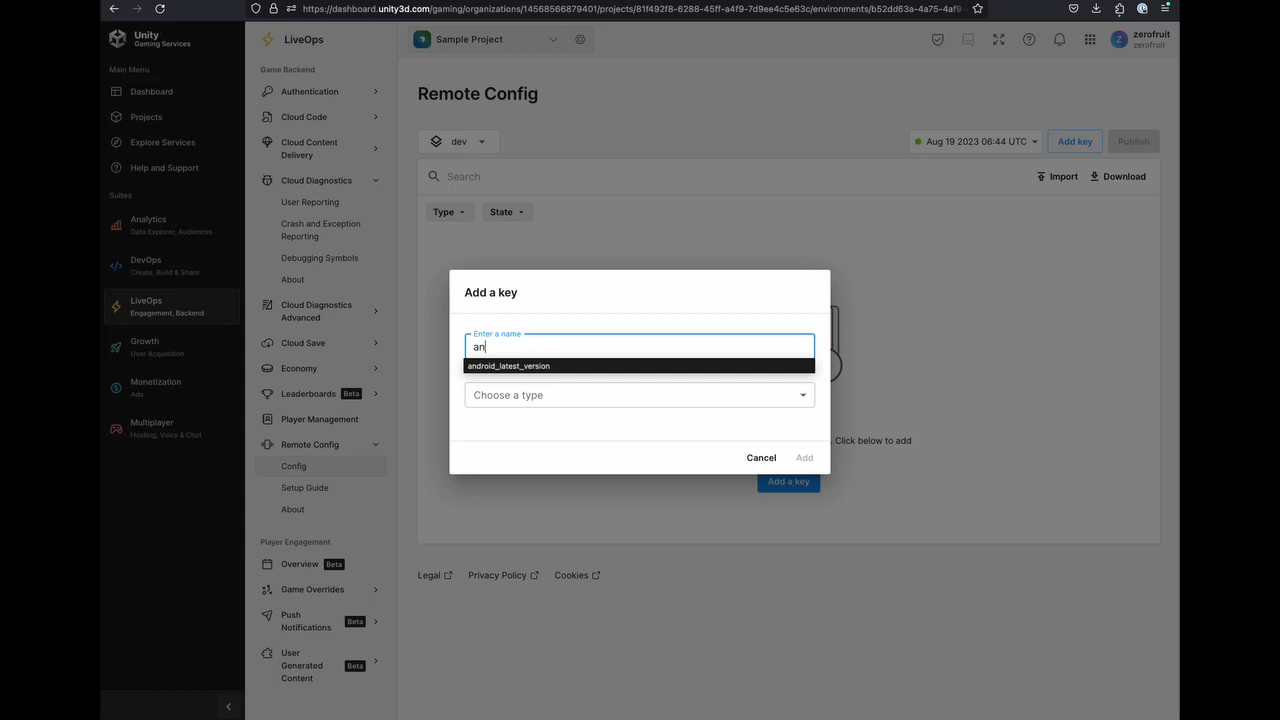 https://dashboard.unity3d.com/gaming/organizations/14568566879401/projects/81f492f8-6288-45ff-a4f9-7d9ee4c5e63c/environments/b52dd63a-4a75-4af9-
Unity
Gaming Services
Main Menu
Dashboard
Projects
Explore Services
Help and Support
Suites
Analytics
Data Explorer, Audiences
DevOps
Create, Build & Share
LiveOps
Engagement, Backend
Growth
User Acquisition
Monetization
Ads
Multiplayer
Hosting, Voice & Chat
LiveOps
Game Backend
Authentication
Cloud Code
Cloud Content
Delivery
Cloud Diagnostics
User Reporting
Crash and Exception
Reporting
Debugging Symbols
About
Cloud Diagnostics
Advanced
Cloud Save
Economy
Leaderboards Beta
Player Management
Remote Config
Config
Setup Guide
About
Player Engagement
Overview Beta
Game Overrides
Push
Notifications Beta
User
Generated
Content Beta
Sample Project
Z zerofruit
zerofruit
Remote Config
dev
Aug 19 2023 06:44 UTC
Add key
Publish
Search
Import
Download
Type
State
Add a key
Enter a name
an
android_latest_version
Choose a type
Cancel
Add
. Click below to add
Add a key
Legal
Privacy Policy
Cookies